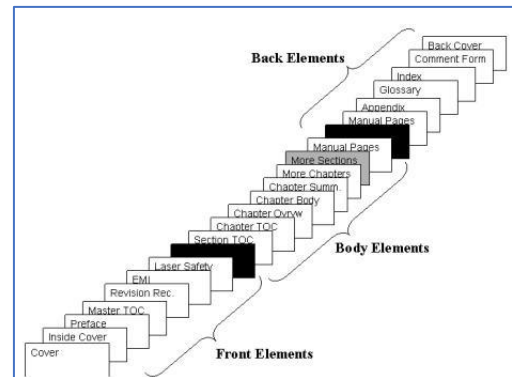 Back Cover
Comment Form
Back Elements
Index
Glossary
Appendix
Manual Pages
Manual Pages
More Sections
More Chapters
Chapter Summ.
Chapter Body
Chapter Ovrvw
Chapter TOC
Section TOC
Body Elements
Laser Safety
EMI
Revision Rec.
Master TOC
Preface
Inside Cover
Cover
Front Elements